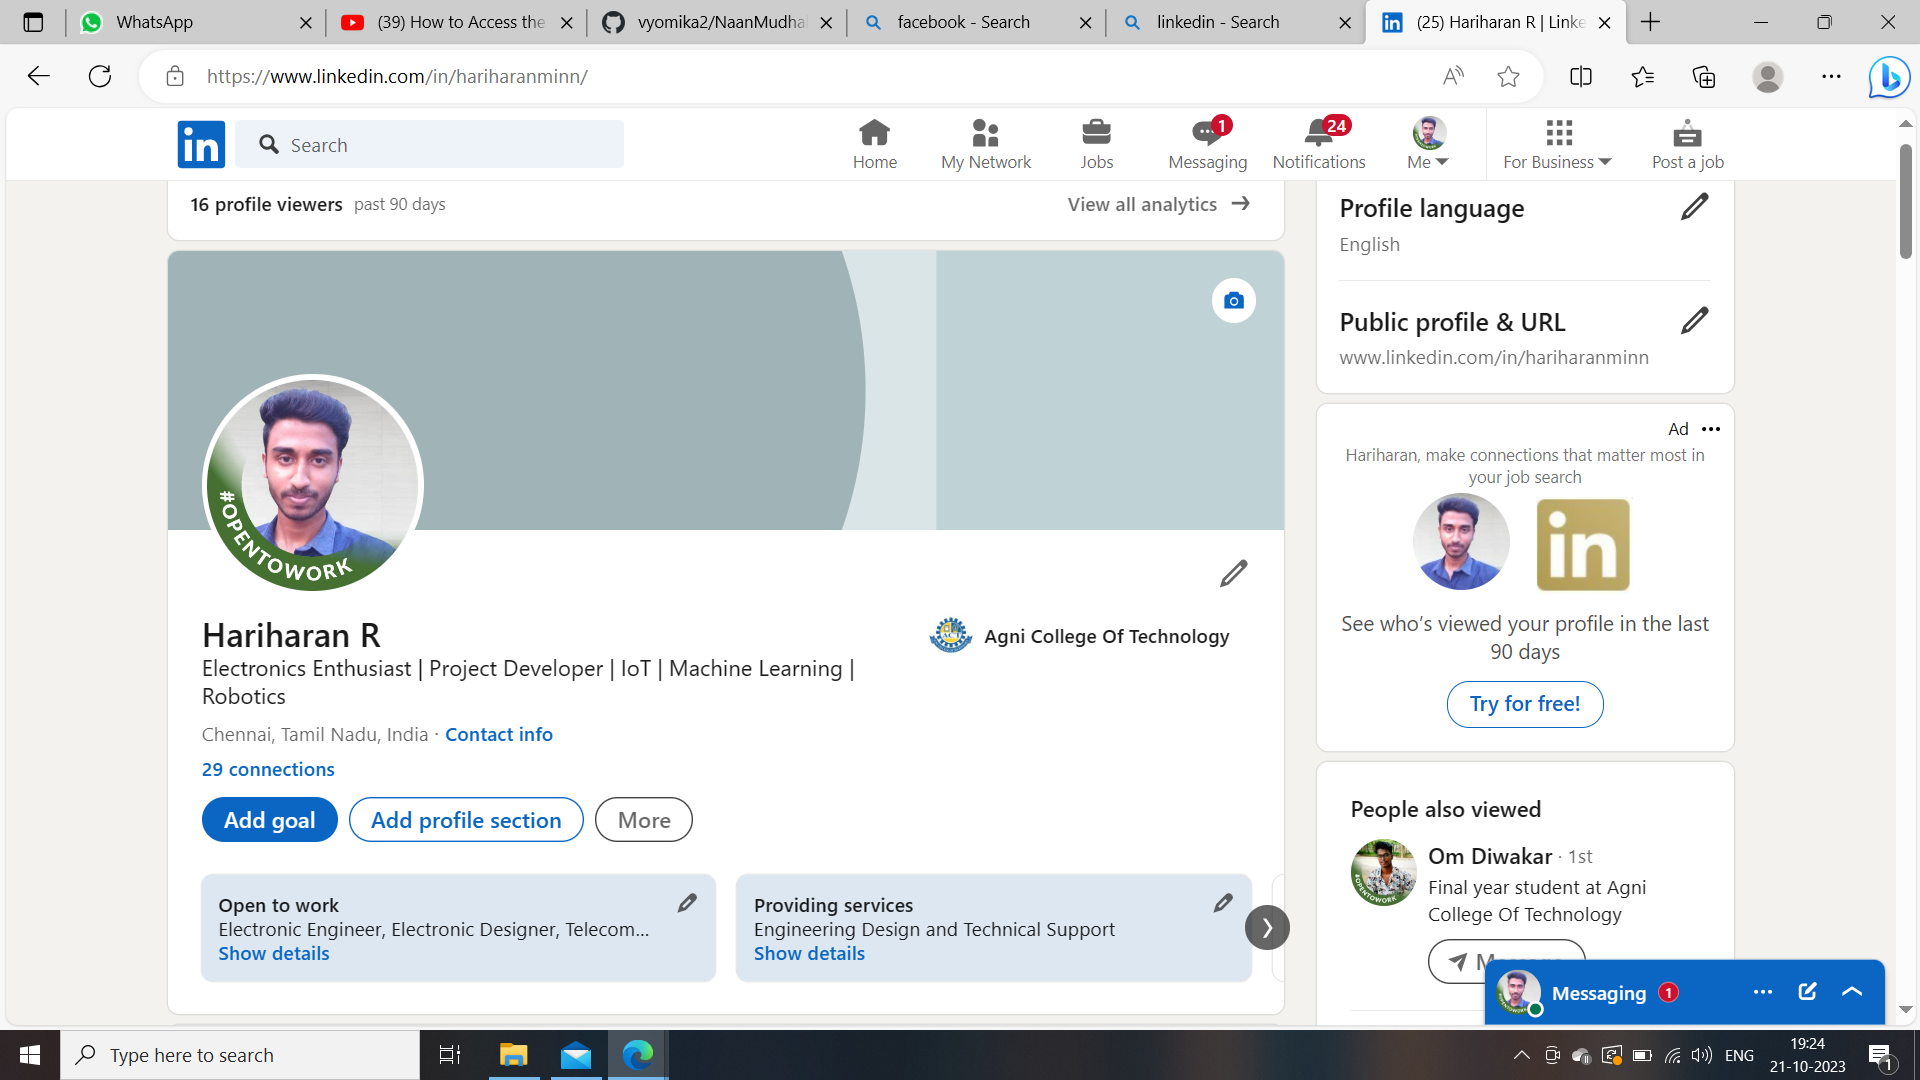 WhatsApp
(39) How to Access the
vyomika2/NaanMudha
facebook - Search
linkedin - Search
(25) Hariharan R | Linke
https://www.linkedin.com/in/hariharanminn/
in
Search
Home
My Network
Jobs
1
Messaging
24
Notifications
Me
For Business
Post a job
16 profile viewers past 90 days
View all analytics
#OPENTOWORK
Hariharan R
Electronics Enthusiast | Project Developer | IoT | Machine Learning |
Robotics
Agni College Of Technology
Chennai, Tamil Nadu, India · Contact info
29 connections
Add goal
Add profile section
More
Open to work
Electronic Engineer, Electronic Designer, Telecom...
Show details
Providing services
Engineering Design and Technical Support
Show details
Profile language
English
Public profile & URL
www.linkedin.com/in/hariharanminn
Ad
Hariharan, make connections that matter most in
your job search
in
See who's viewed your profile in the last
90 days
Try for free!
People also viewed
#OPENTOWORK
Om Diwakar · 1st
Final year student at Agni
College Of Technology
Messaging 1
Type here to search
ENG
19:24
21-10-2023
1